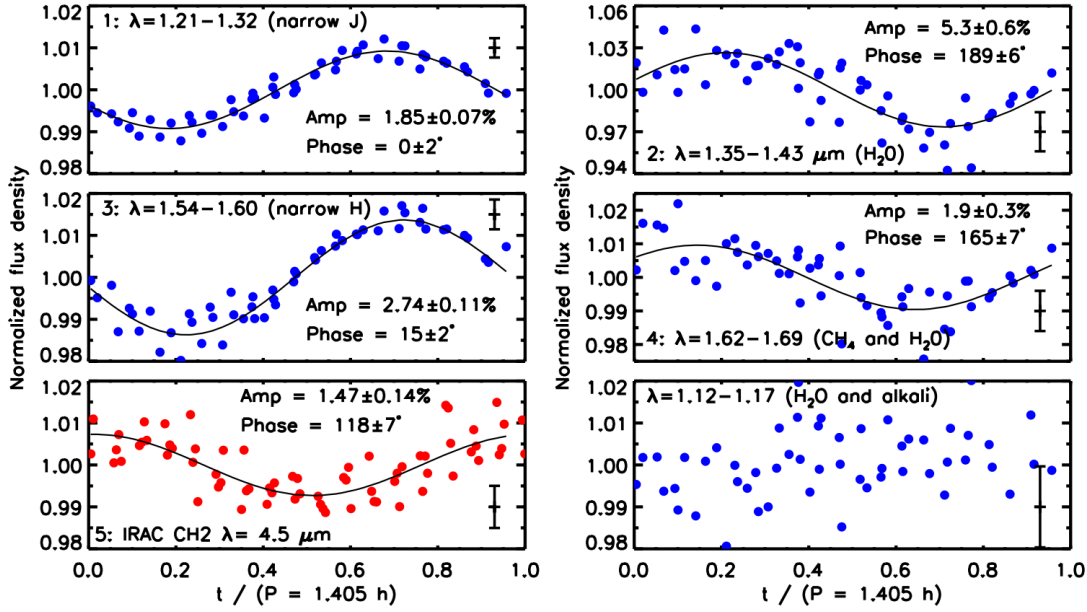 1: λ=1.21−1.32 (narrow J)
Amp = 1.85±0.07%
Phase = 0±2°
1.02
1.01
1.00
0.99
0.98
Amp = 5.3±0.6%
Phase = 189±6°
2: λ=1.35−1.43 μm (H₂O)
1.06
1.03
1.00
0.97
0.94
3: λ=1.54−1.60 (narrow H)
Amp = 2.74±0.11%
Phase = 15±2°
1.02
1.01
1.00
0.99
0.98
Normalized flux density
Amp = 1.9±0.3%
Phase = 165±7°
4: λ=1.62−1.69 (CH₄ and H₂O)
1.02
1.01
1.00
0.99
0.98
Normalized flux density
Amp = 1.47±0.14%
Phase = 118±7°
5: IRAC CH2 λ= 4.5 μm
1.02
1.01
1.00
0.99
0.98
0.0 0.2 0.4 0.6 0.8 1.0
t / (P = 1.405 h)
λ=1.12−1.17 (H₂O and alkali)
1.02
1.01
1.00
0.99
0.98
0.0 0.2 0.4 0.6 0.8 1.0
t / (P = 1.405 h)